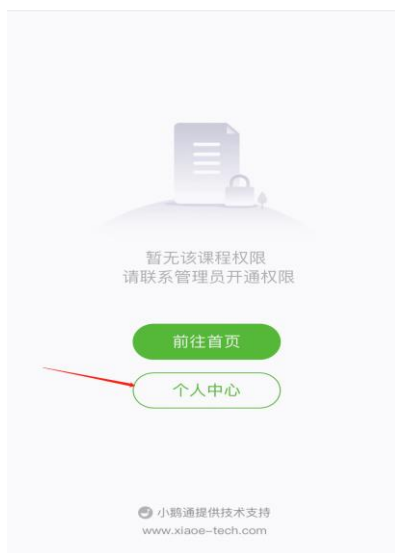 暂无该课程权限
请联系管理员开通权限
前往首页
个人中心
小鹅通提供技术支持
www.xiaoe-tech.com